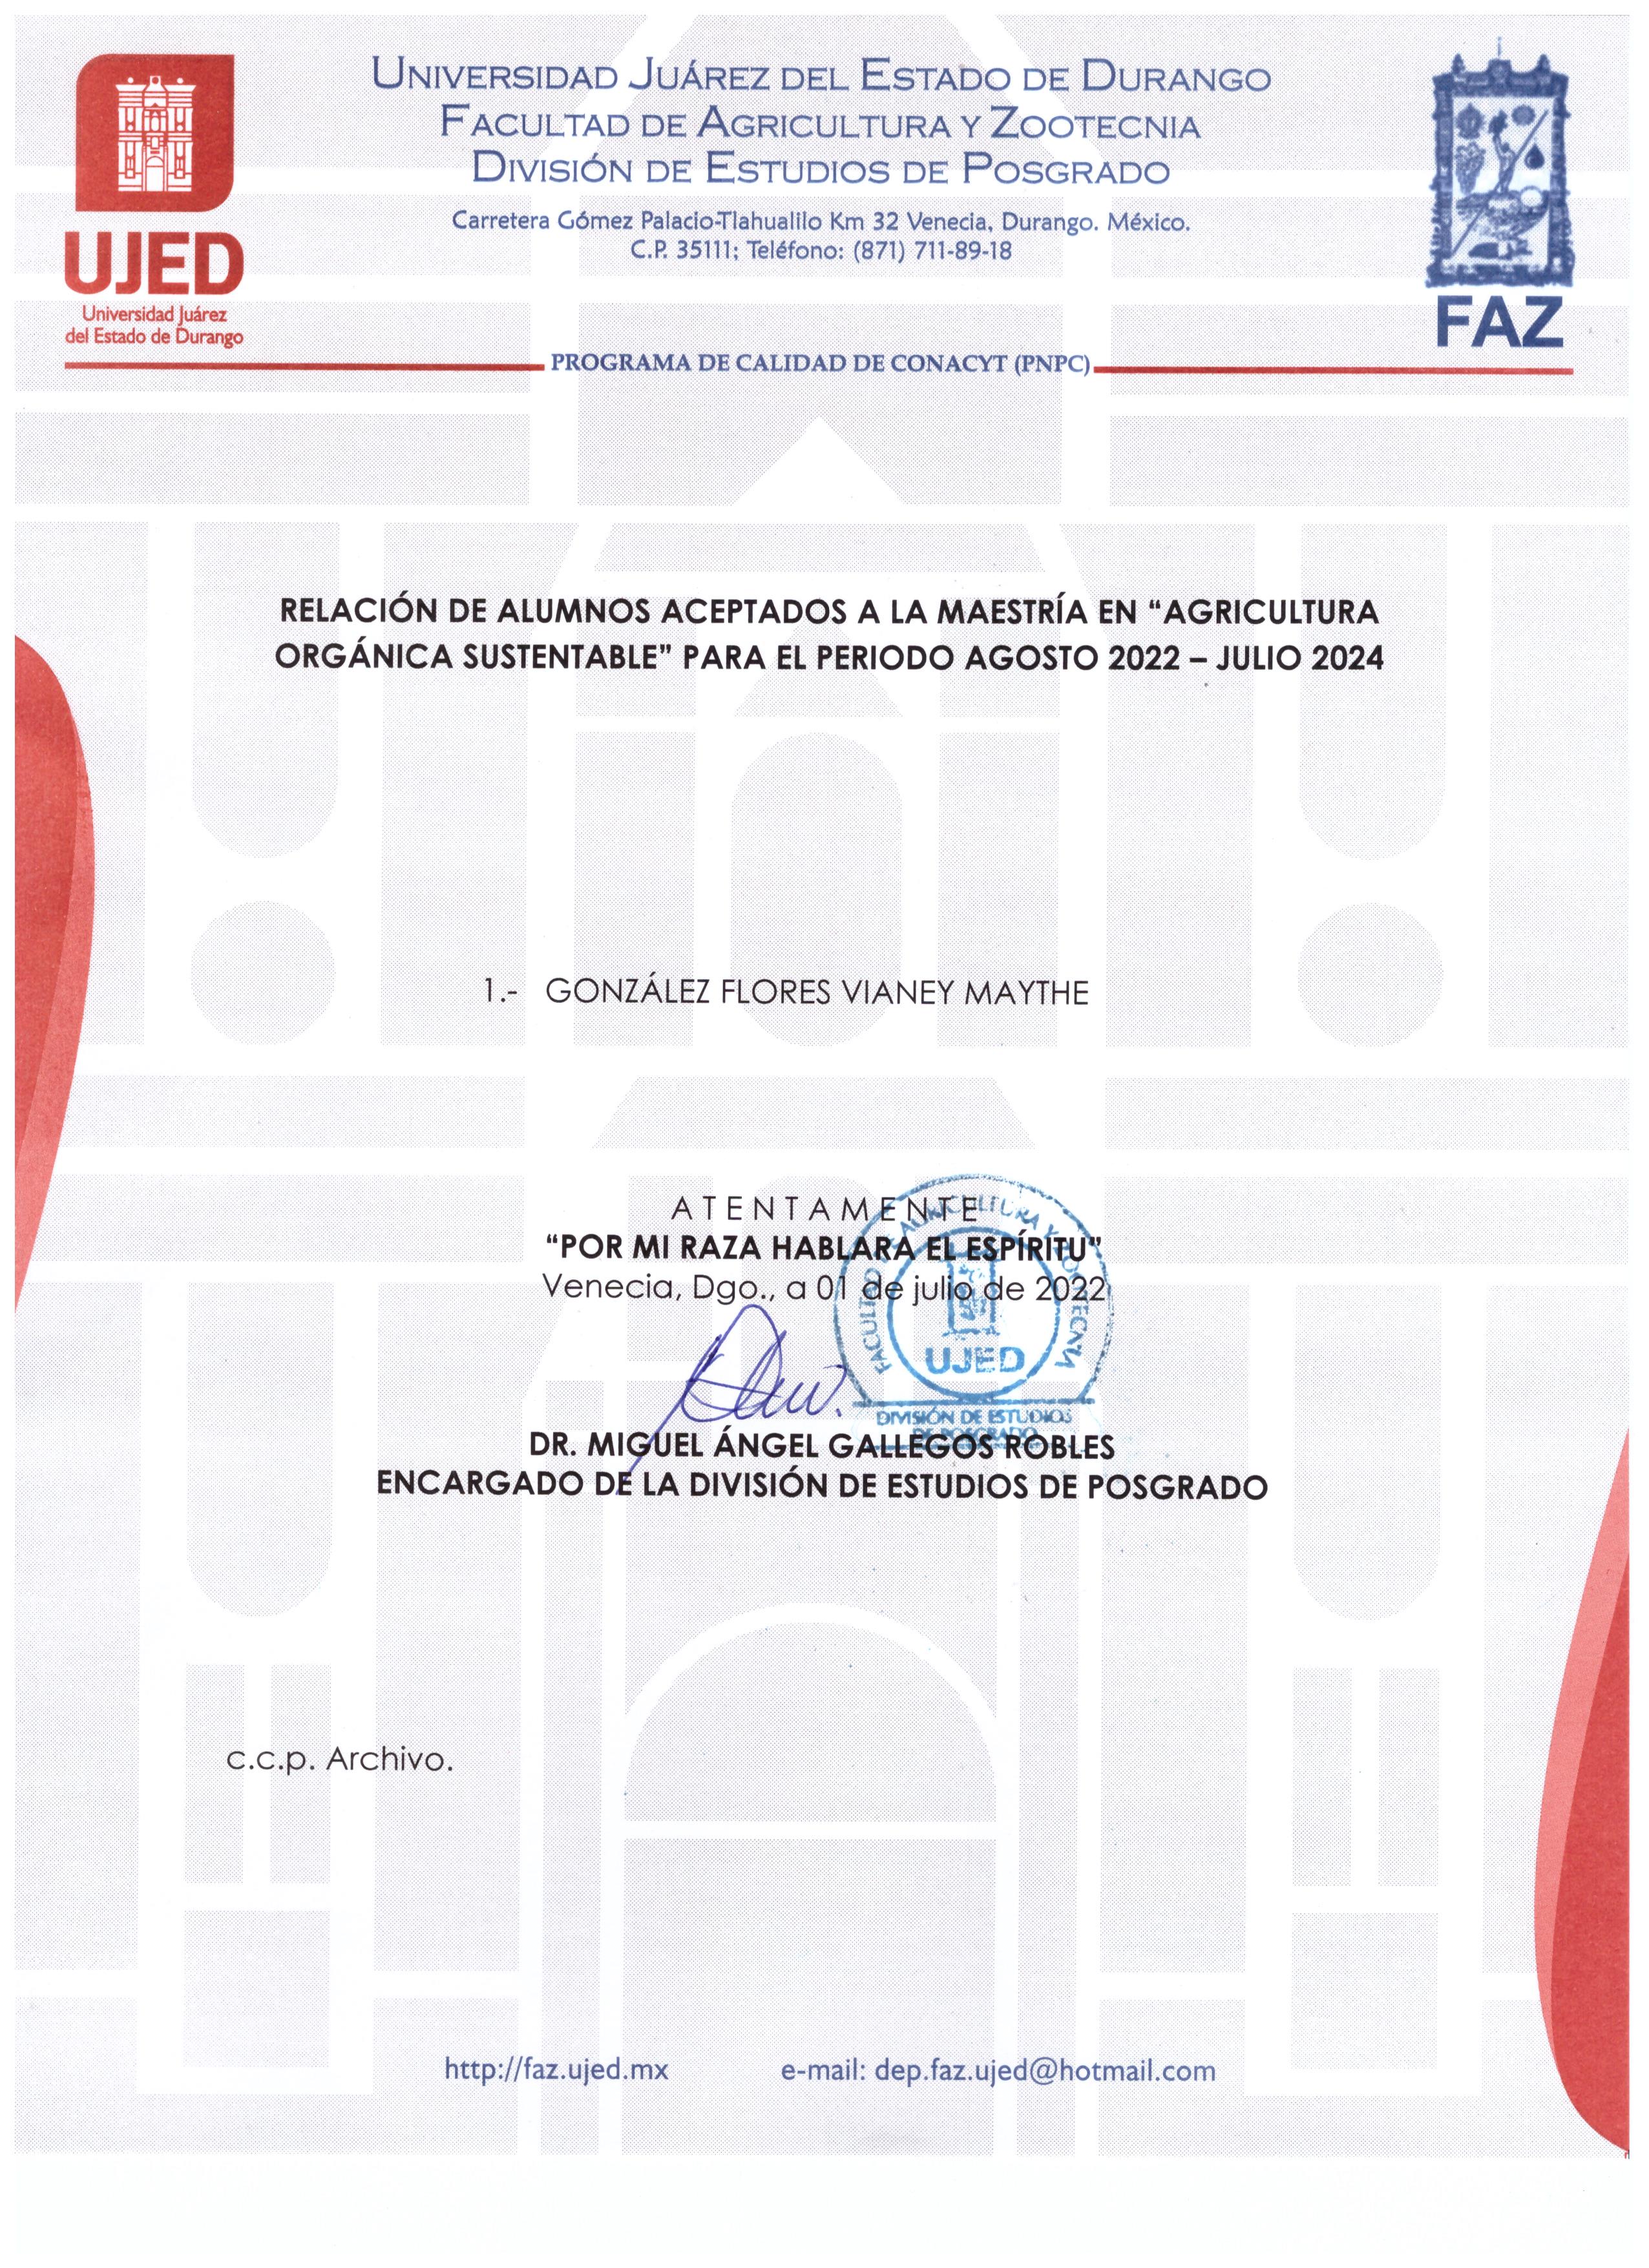 UNIVERSIDAD JUÁREZ DEL ESTADO DE DURANGO
FACULTAD DE AGRICULTURA Y ZOOTECNIA
DIVISIÓN DE ESTUDIOS DE POSGRADO
Carretera Gómez Palacio-Tlahualilo Km 32 Venecia, Durango. México.
C.P. 35111; Teléfono: (871) 711-89-18
UJED
Universidad Juárez
del Estado de Durango
FAZ
PROGRAMA DE CALIDAD DE CONACYT (PNPC)
RELACIÓN DE ALUMNOS ACEPTADOS A LA MAESTRÍA EN “AGRICULTURA
ORGÁNICA SUSTENTABLE” PARA EL PERIODO AGOSTO 2022 – JULIO 2024
1.- GONZÁLEZ FLORES VIANEY MAYTHE
A T E N T A M E N T E
“POR MI RAZA HABLARA EL ESPÍRITU”
Venecia, Dgo., a 01 de julio de 2022
FACULTAD DE AGRICULTURA Y ZOOTECNIA
UJED
DIVISIÓN DE ESTUDIOS
DE POSGRADO
DR. MIGUEL ÁNGEL GALLEGOS ROBLES
ENCARGADO DE LA DIVISIÓN DE ESTUDIOS DE POSGRADO
c.c.p. Archivo.
http://faz.ujed.mx e-mail: dep.faz.ujed@hotmail.com